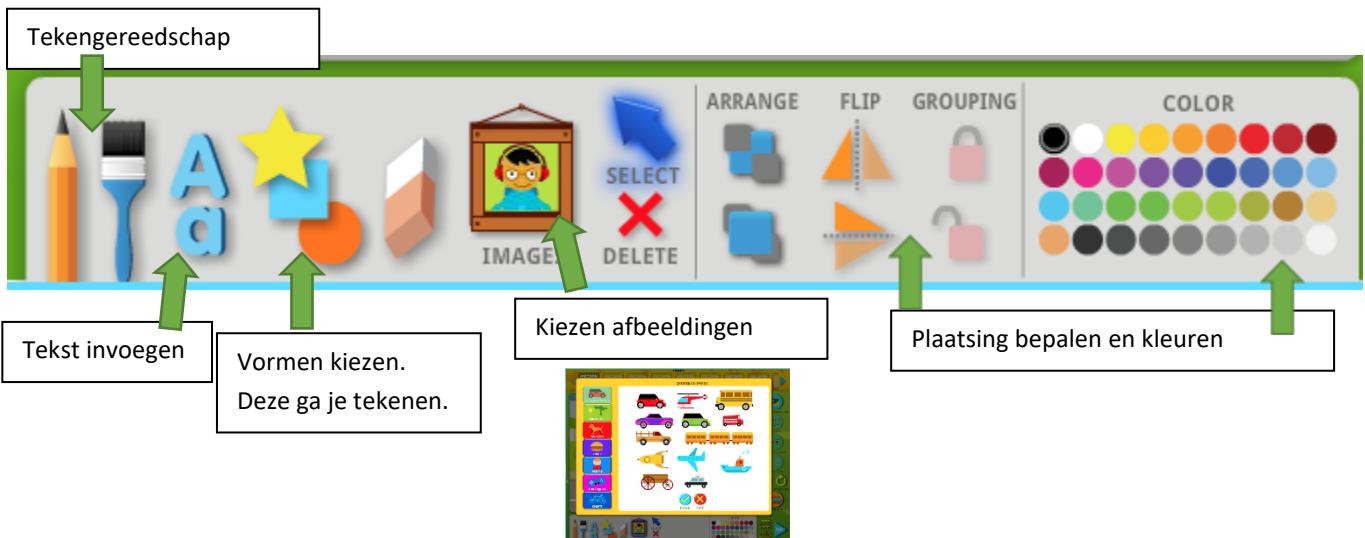 Tekengereedschap
ARRANGE FLIP GROUPING COLOR
A
a
SELECT
IMAGE
DELETE
Tekst invoegen
Vormen kiezen.
Deze ga je tekenen.
Kiezen afbeeldingen
Plaatsing bepalen en kleuren